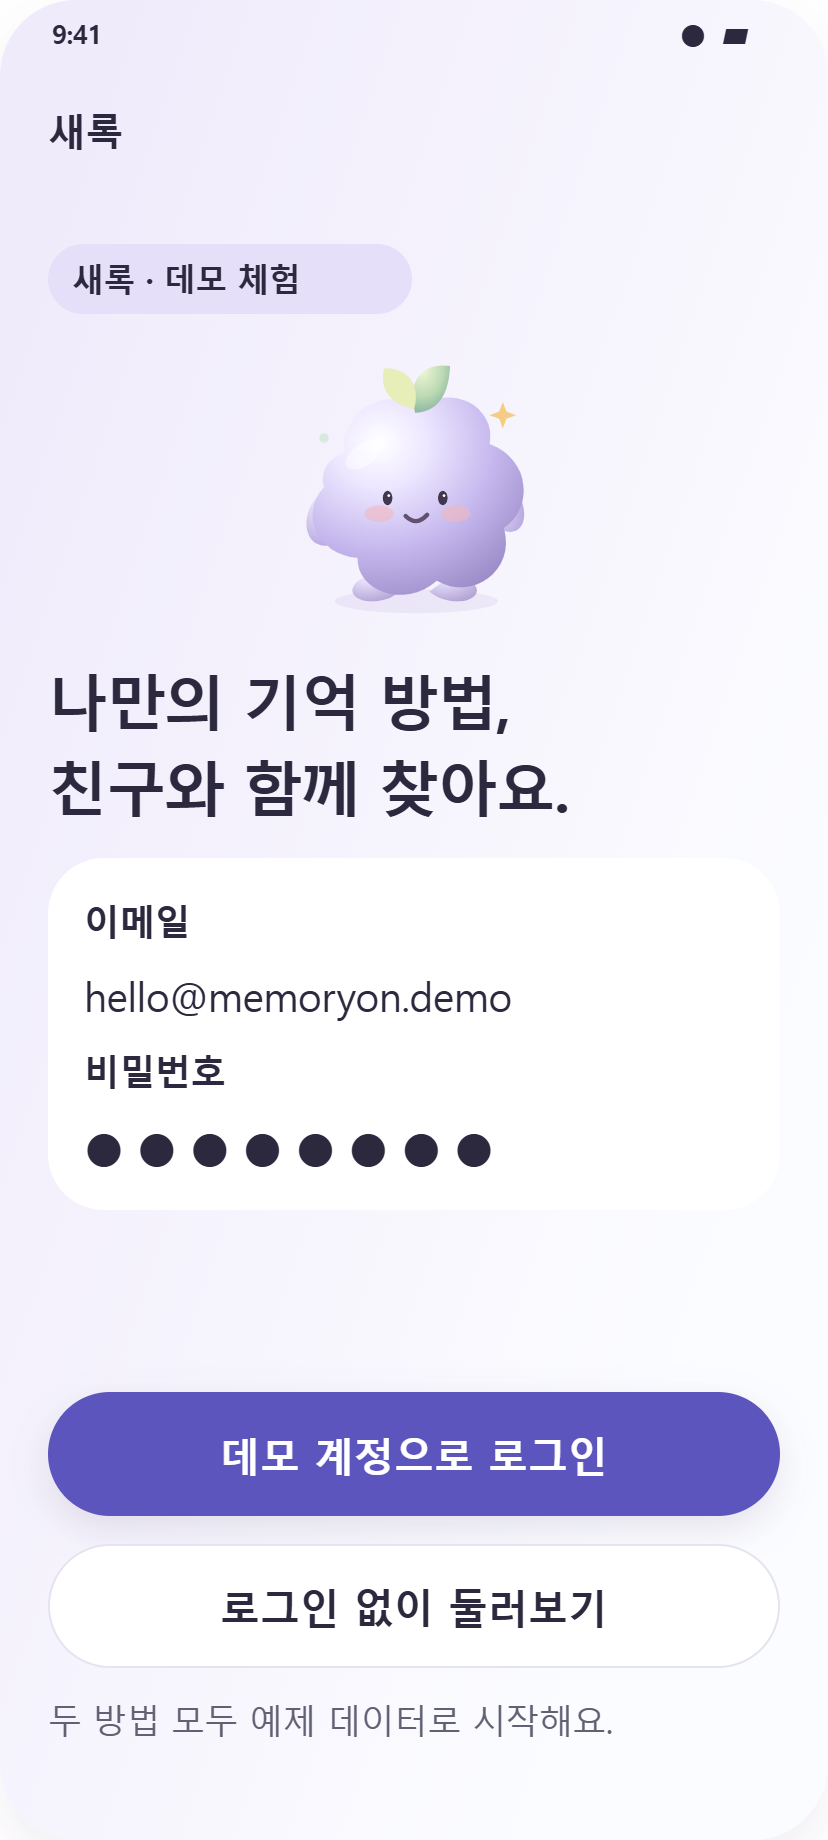 9:41
새록
새록 · 데모 체험
나만의 기억 방법,
친구와 함께 찾아요.
이메일
hello@memoryon.demo
비밀번호
●●●●●●●●
데모 계정으로 로그인
로그인 없이 둘러보기
두 방법 모두 예제 데이터로 시작해요.